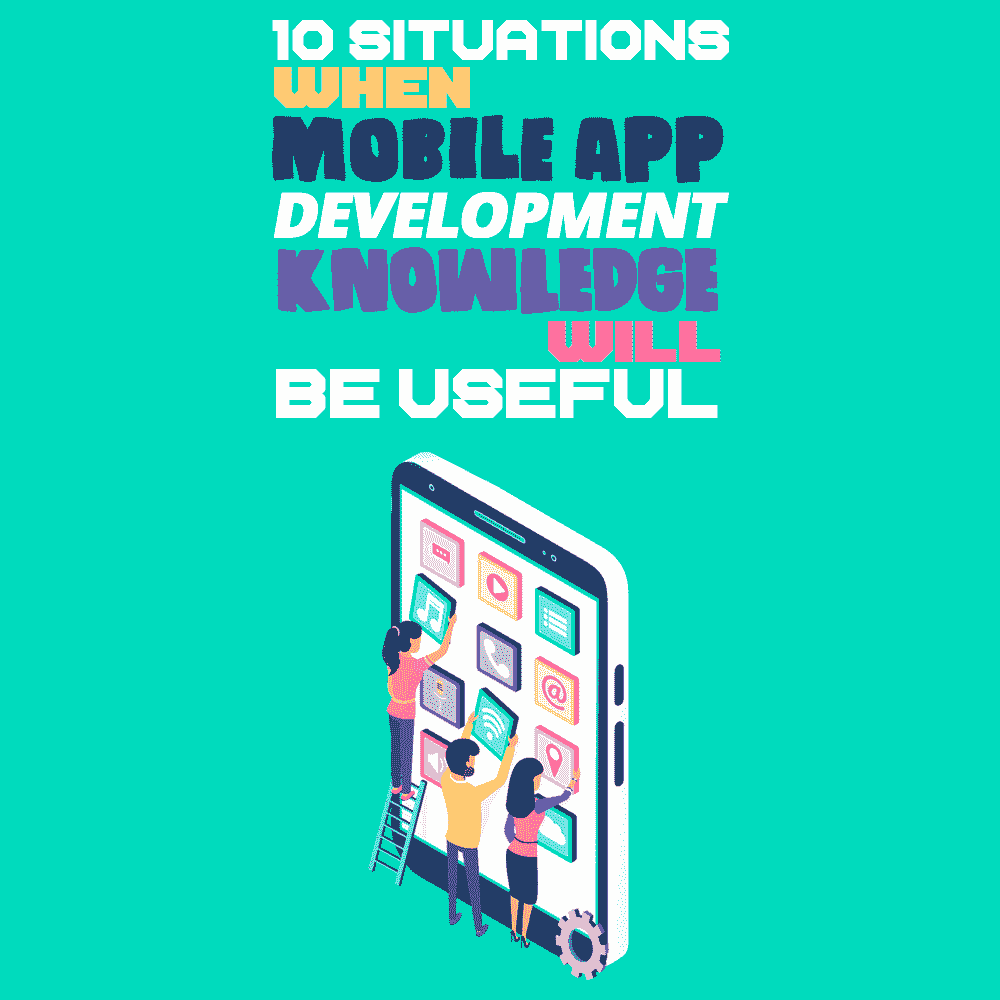 10 SITUATIONS
WHEN
MOBILE APP
DEVELOPMENT
KNOWLEDGE
WILL
BE USEFUL
@